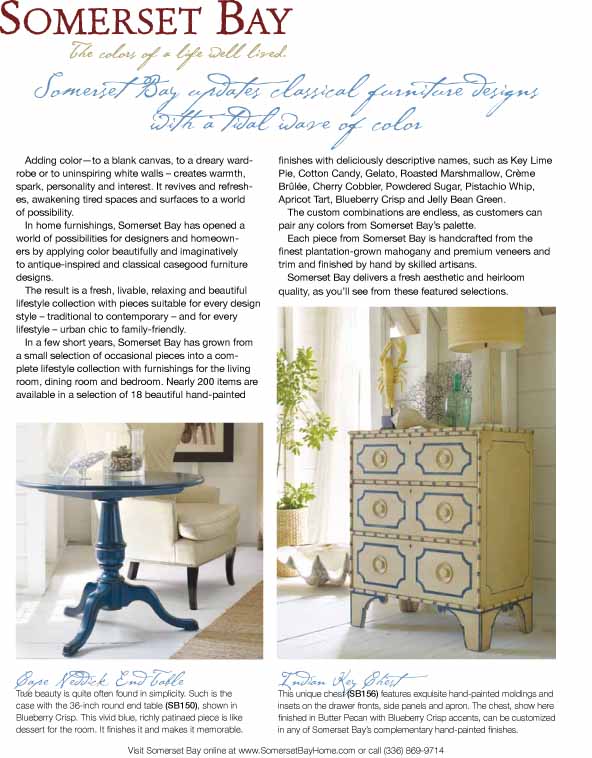 SOMERSET BAY
The colors of a life well lived.
Somerset Bay updates classical furniture designs
with a tidal wave of color
Adding color—to a blank canvas, to a dreary ward-
robe or to uninspiring white walls – creates warmth,
spark, personality and interest. It revives and refresh-
es, awakening tired spaces and surfaces to a world
of possibility.
In home furnishings, Somerset Bay has opened a
world of possibilities for designers and homeown-
ers by applying color beautifully and imaginatively
to antique-inspired and classical casegood furniture
designs.
The result is a fresh, livable, relaxing and beautiful
lifestyle collection with pieces suitable for every design
style – traditional to contemporary – and for every
lifestyle – urban chic to family-friendly.
In a few short years, Somerset Bay has grown from
a small selection of occasional pieces into a com-
plete lifestyle collection with furnishings for the living
room, dining room and bedroom. Nearly 200 items are
available in a selection of 18 beautiful hand-painted
finishes with deliciously descriptive names, such as Key Lime
Pie, Cotton Candy, Gelato, Roasted Marshmallow, Crème
Brûlée, Cherry Cobbler, Powdered Sugar, Pistachio Whip,
Apricot Tart, Blueberry Crisp and Jelly Bean Green.
The custom combinations are endless, as customers can
pair any colors from Somerset Bay's palette.
Each piece from Somerset Bay is handcrafted from the
finest plantation-grown mahogany and premium veneers and
trim and finished by hand by skilled artisans.
Somerset Bay delivers a fresh aesthetic and heirloom
quality, as you'll see from these featured selections.
Cape Neddick End Table
True beauty is quite often found in simplicity. Such is the
case with the 36-inch round end table (SB150), shown in
Blueberry Crisp. This vivid blue, richly patinaed piece is like
dessert for the room. It finishes it and makes it memorable.
Indian Key Chest
This unique chest (SB156) features exquisite hand-painted moldings and
insets on the drawer fronts, side panels and apron. The chest, show here
finished in Butter Pecan with Blueberry Crisp accents, can be customized
in any of Somerset Bay's complementary hand-painted finishes.
Visit Somerset Bay online at www.SomersetBayHome.com or call (336) 869-9714